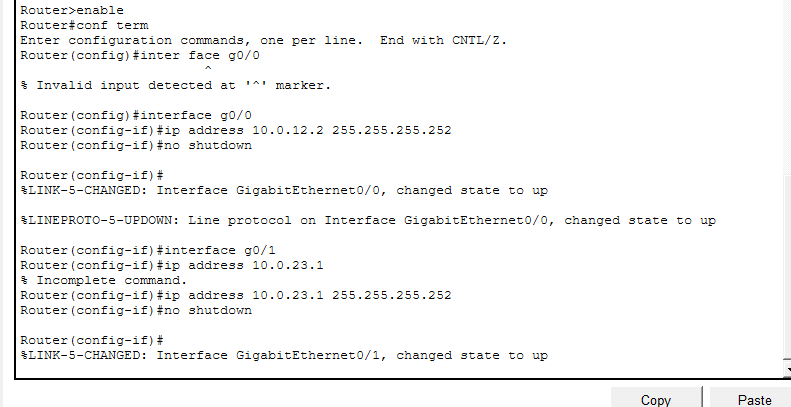 Router>enable
Router#conf term
Enter configuration commands, one per line.  End with CNTL/Z.
Router(config)#inter face g0/0
                        ^
% Invalid input detected at '^' marker.
Router(config)#interface g0/0
Router(config-if)#ip address 10.0.12.2 255.255.255.252
Router(config-if)#no shutdown
Router(config-if)#
%LINK-5-CHANGED: Interface GigabitEthernet0/0, changed state to up
%LINEPROTO-5-UPDOWN: Line protocol on Interface GigabitEthernet0/0, changed state to up
Router(config-if)#interface g0/1
Router(config-if)#ip address 10.0.23.1
% Incomplete command.
Router(config-if)#ip address 10.0.23.1 255.255.255.252
Router(config-if)#no shutdown
Router(config-if)#
%LINK-5-CHANGED: Interface GigabitEthernet0/1, changed state to up
Copy Paste